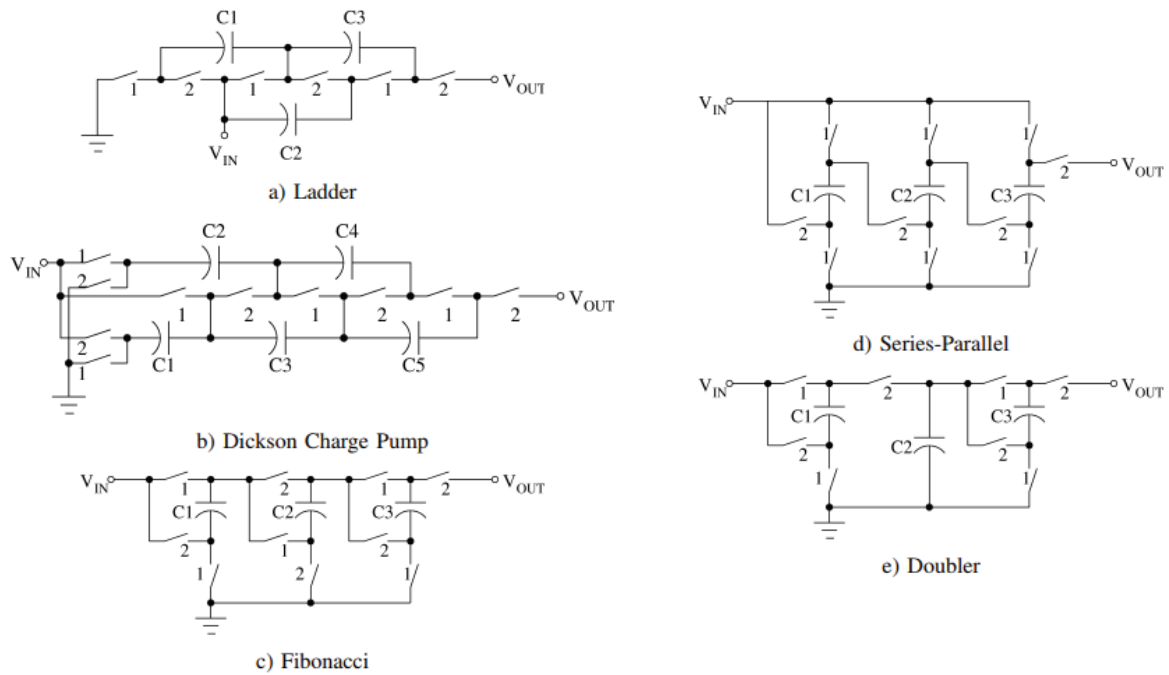 C1 C3
1 2 1 2 1 2 V_OUT
V_IN C2
a) Ladder
C2 C4
V_IN 1
2
1 2 1 2 1 2 V_OUT
2
1 C1 C3 C5
b) Dickson Charge Pump
V_IN 1 2 1 2 V_OUT
C1 C2 C3
2 1 2
1 2 1
c) Fibonacci
V_IN
1 1 1
2 V_OUT
C1 C2 C3
2 2 2
1 1 1
d) Series-Parallel
V_IN 1 2 1 2 V_OUT
C1 C2 C3
2 2
1 1
e) Doubler